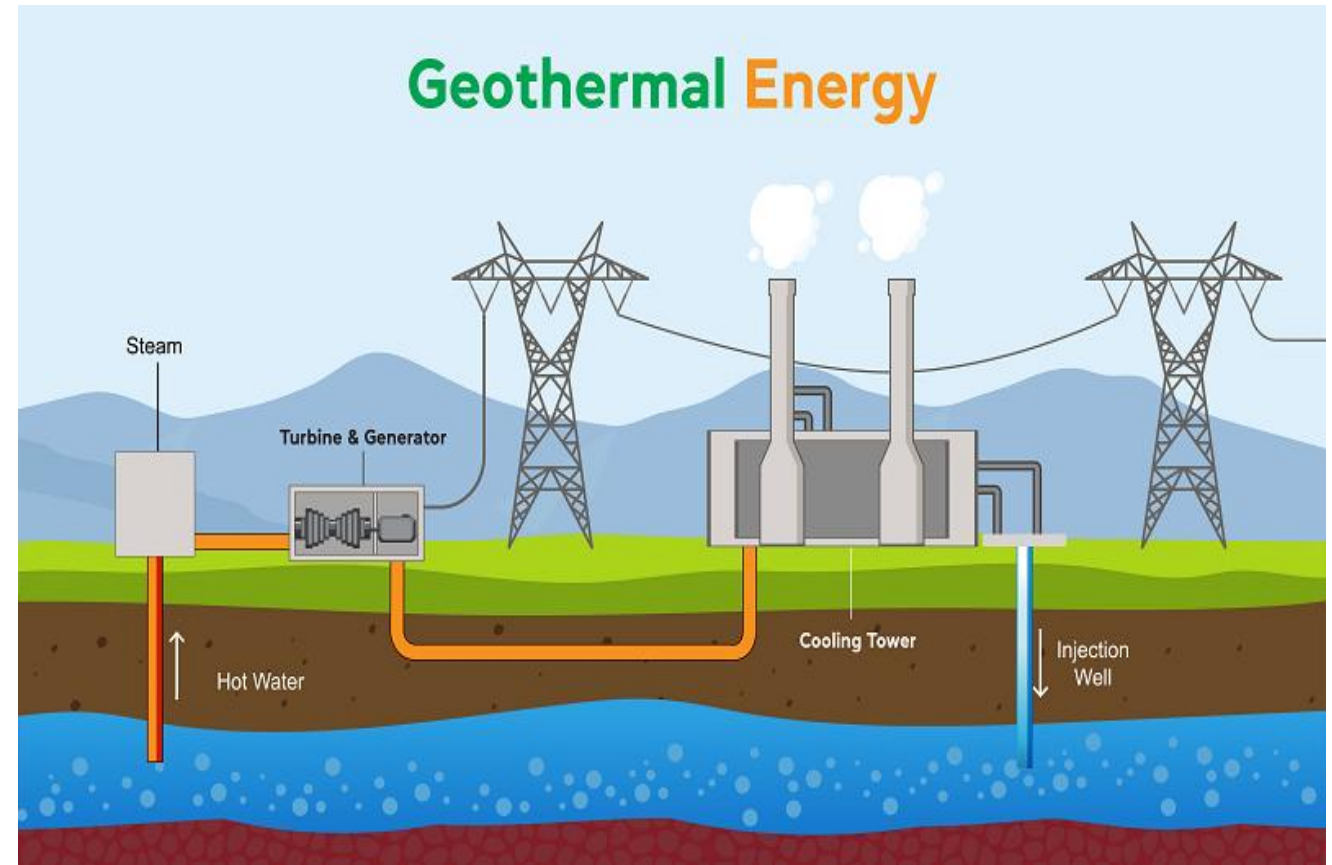 Geothermal Energy
Steam
Turbine & Generator
Hot Water
Cooling Tower
Injection
Well